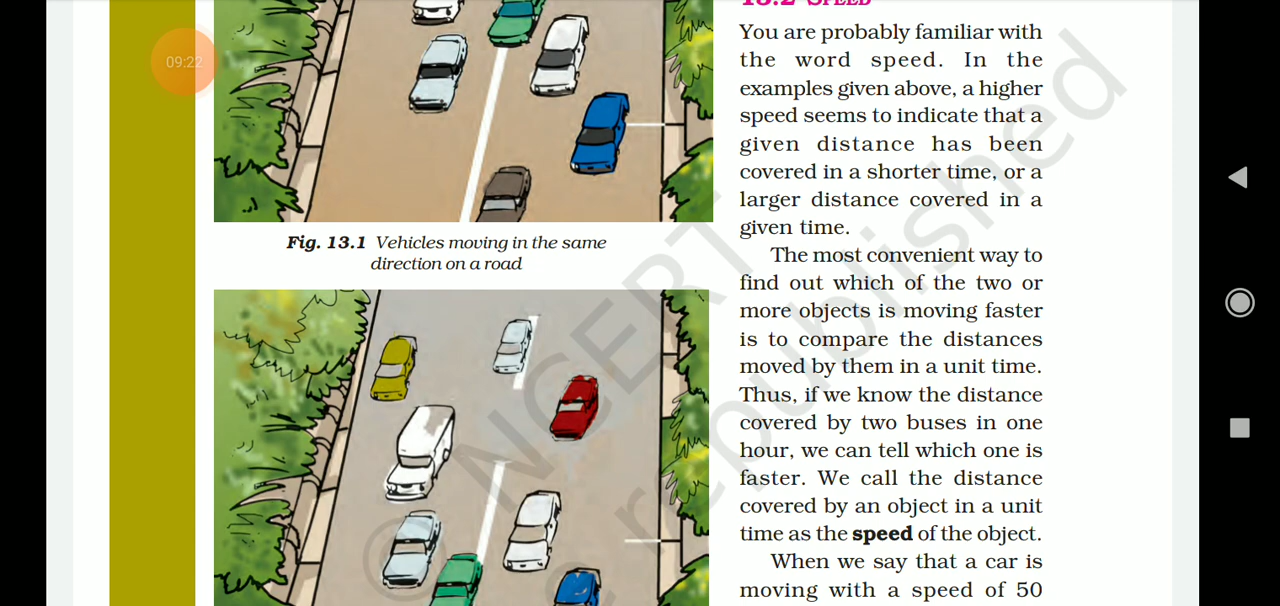 09:22
Fig. 13.1 Vehicles moving in the same
direction on a road
13.2 SPEED
You are probably familiar with
the word speed. In the
examples given above, a higher
speed seems to indicate that a
given distance has been
covered in a shorter time, or a
larger distance covered in a
given time.
The most convenient way to
find out which of the two or
more objects is moving faster
is to compare the distances
moved by them in a unit time.
Thus, if we know the distance
covered by two buses in one
hour, we can tell which one is
faster. We call the distance
covered by an object in a unit
time as the speed of the object.
When we say that a car is
moving with a speed of 50
© NCERT
republished